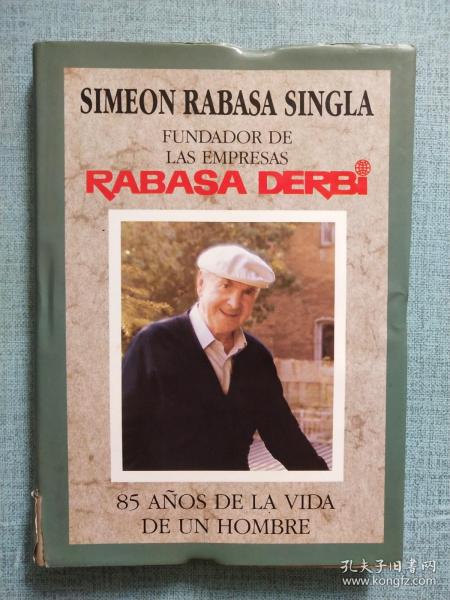 SIMEON RABASA SINGLA
FUNDADOR DE
LAS EMPRESAS
RABASA DERBi
85 AÑOS DE LA VIDA
DE UN HOMBRE
孔夫子旧书网
www.kongfz.com